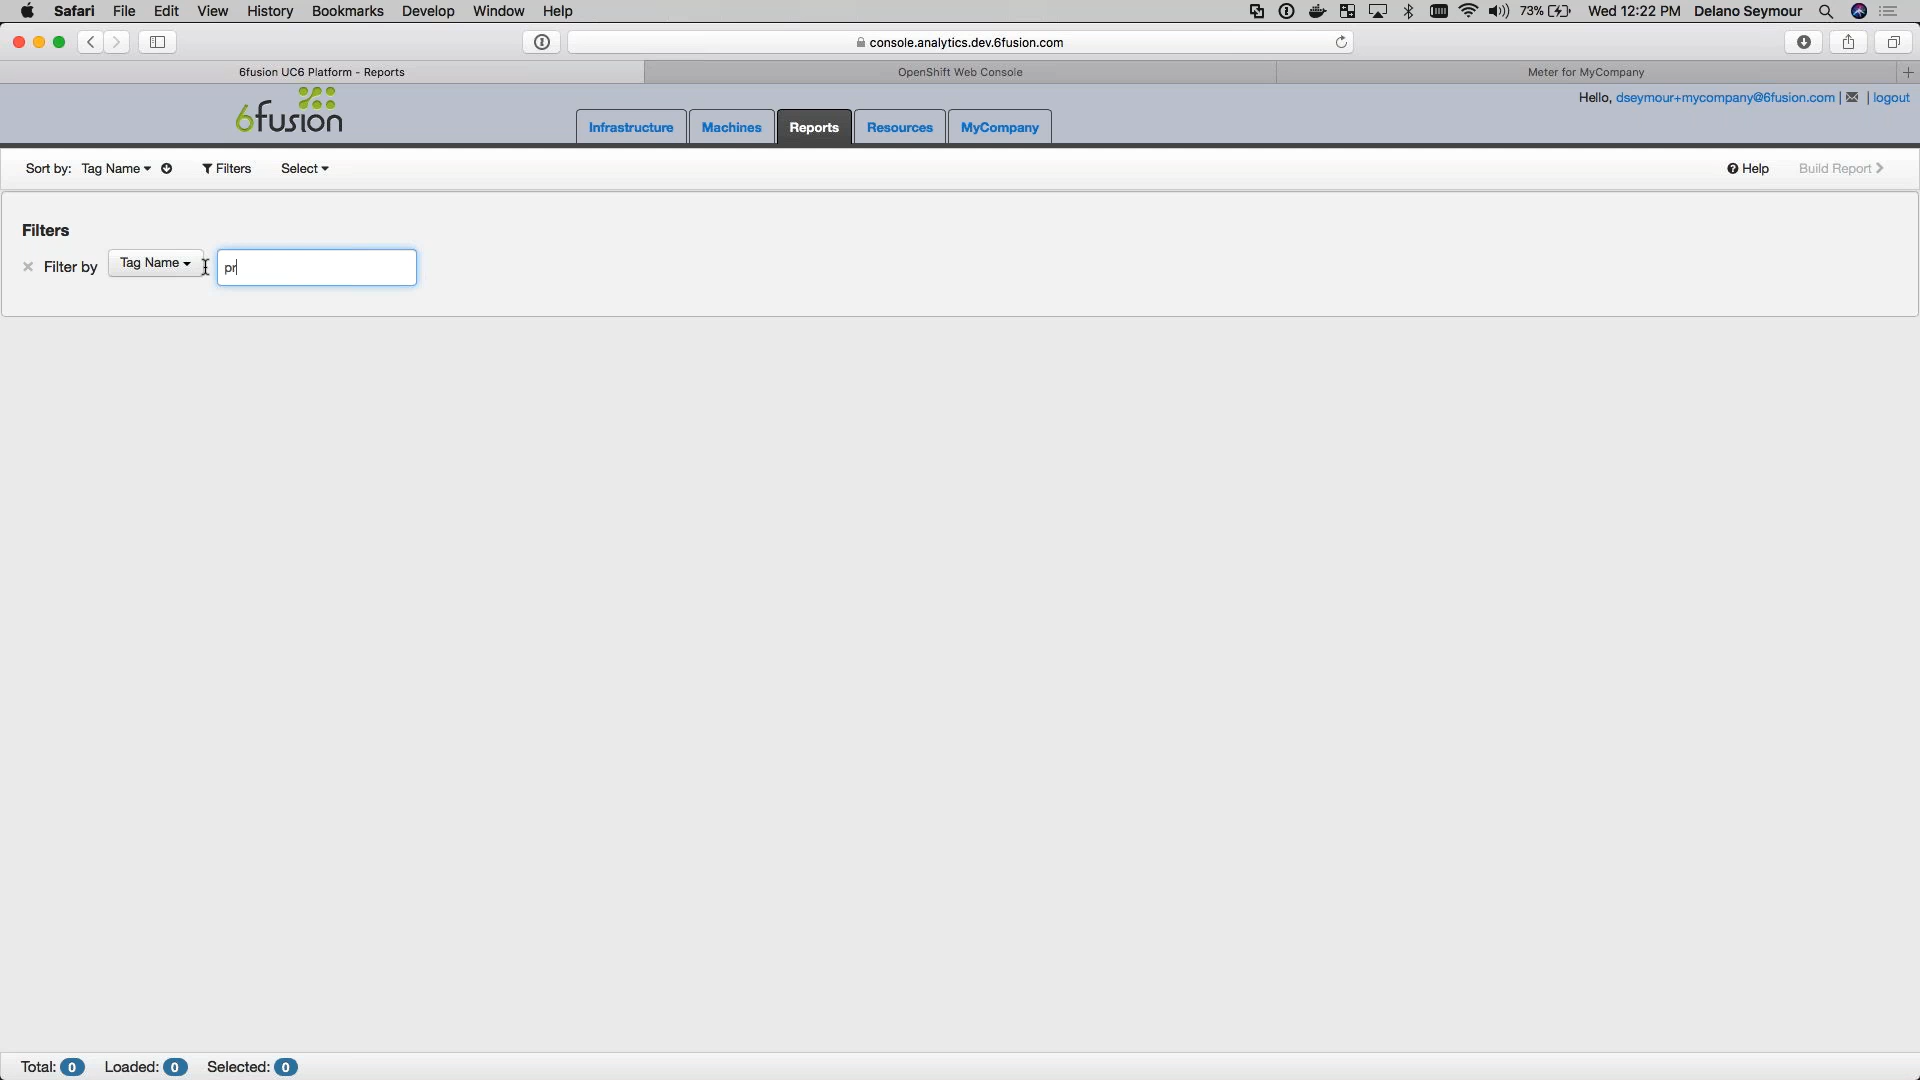 Safari File Edit View History Bookmarks Develop Window Help 73% Wed 12:22 PM Delano Seymour
console.analytics.dev.6fusion.com
6fusion UC6 Platform - Reports OpenShift Web Console Meter for MyCompany
6fusion
Hello, dseymour+mycompany@6fusion.com | | logout
Infrastructure Machines Reports Resources MyCompany
Sort by: Tag Name Filters Select Help Build Report
Filters
Filter by Tag Name pr
Total: 0 Loaded: 0 Selected: 0